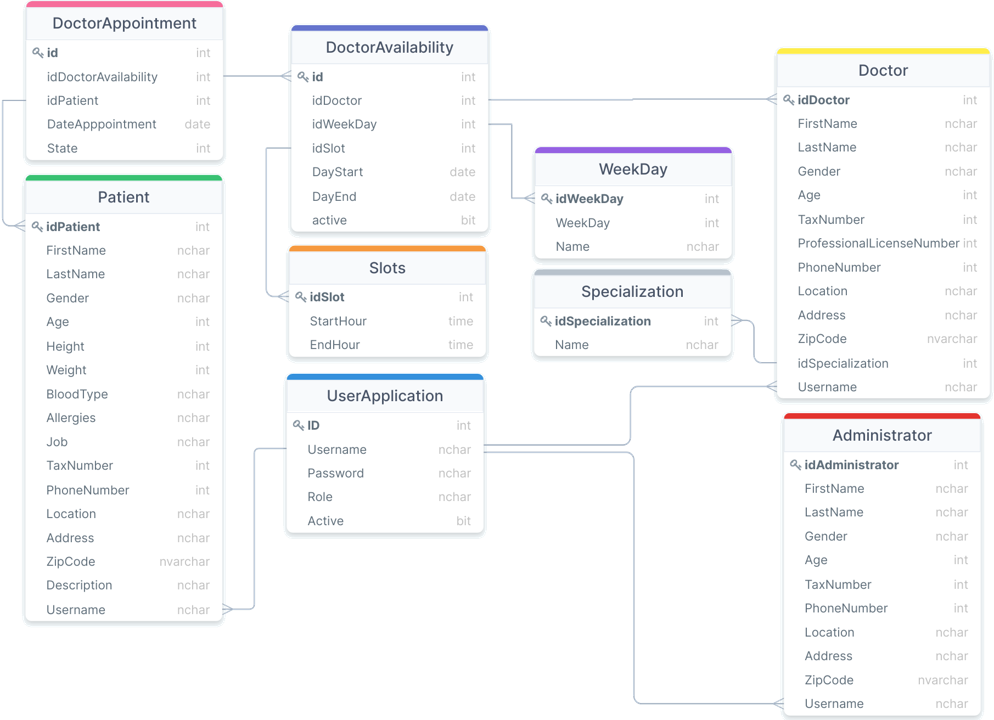 DoctorAppointment
id int
idDoctorAvailability int
idPatient int
DateApppointment date
State int
Patient
idPatient int
FirstName nchar
LastName nchar
Gender nchar
Age int
Height int
Weight int
BloodType nchar
Allergies nchar
Job nchar
TaxNumber int
PhoneNumber int
Location nchar
Address nchar
ZipCode nvarchar
Description nchar
Username nchar
DoctorAvailability
id int
idDoctor int
idWeekDay int
idSlot int
DayStart date
DayEnd date
active bit
Slots
idSlot int
StartHour time
EndHour time
UserApplication
ID int
Username nchar
Password nchar
Role nchar
Active bit
WeekDay
idWeekDay int
WeekDay int
Name nchar
Specialization
idSpecialization int
Name nchar
Doctor
idDoctor int
FirstName nchar
LastName nchar
Gender nchar
Age int
TaxNumber int
ProfessionalLicenseNumber int
PhoneNumber int
Location nchar
Address nchar
ZipCode nvarchar
idSpecialization int
Username nchar
Administrator
idAdministrator int
FirstName nchar
LastName nchar
Gender nchar
Age int
TaxNumber int
PhoneNumber int
Location nchar
Address nchar
ZipCode nvarchar
Username nchar